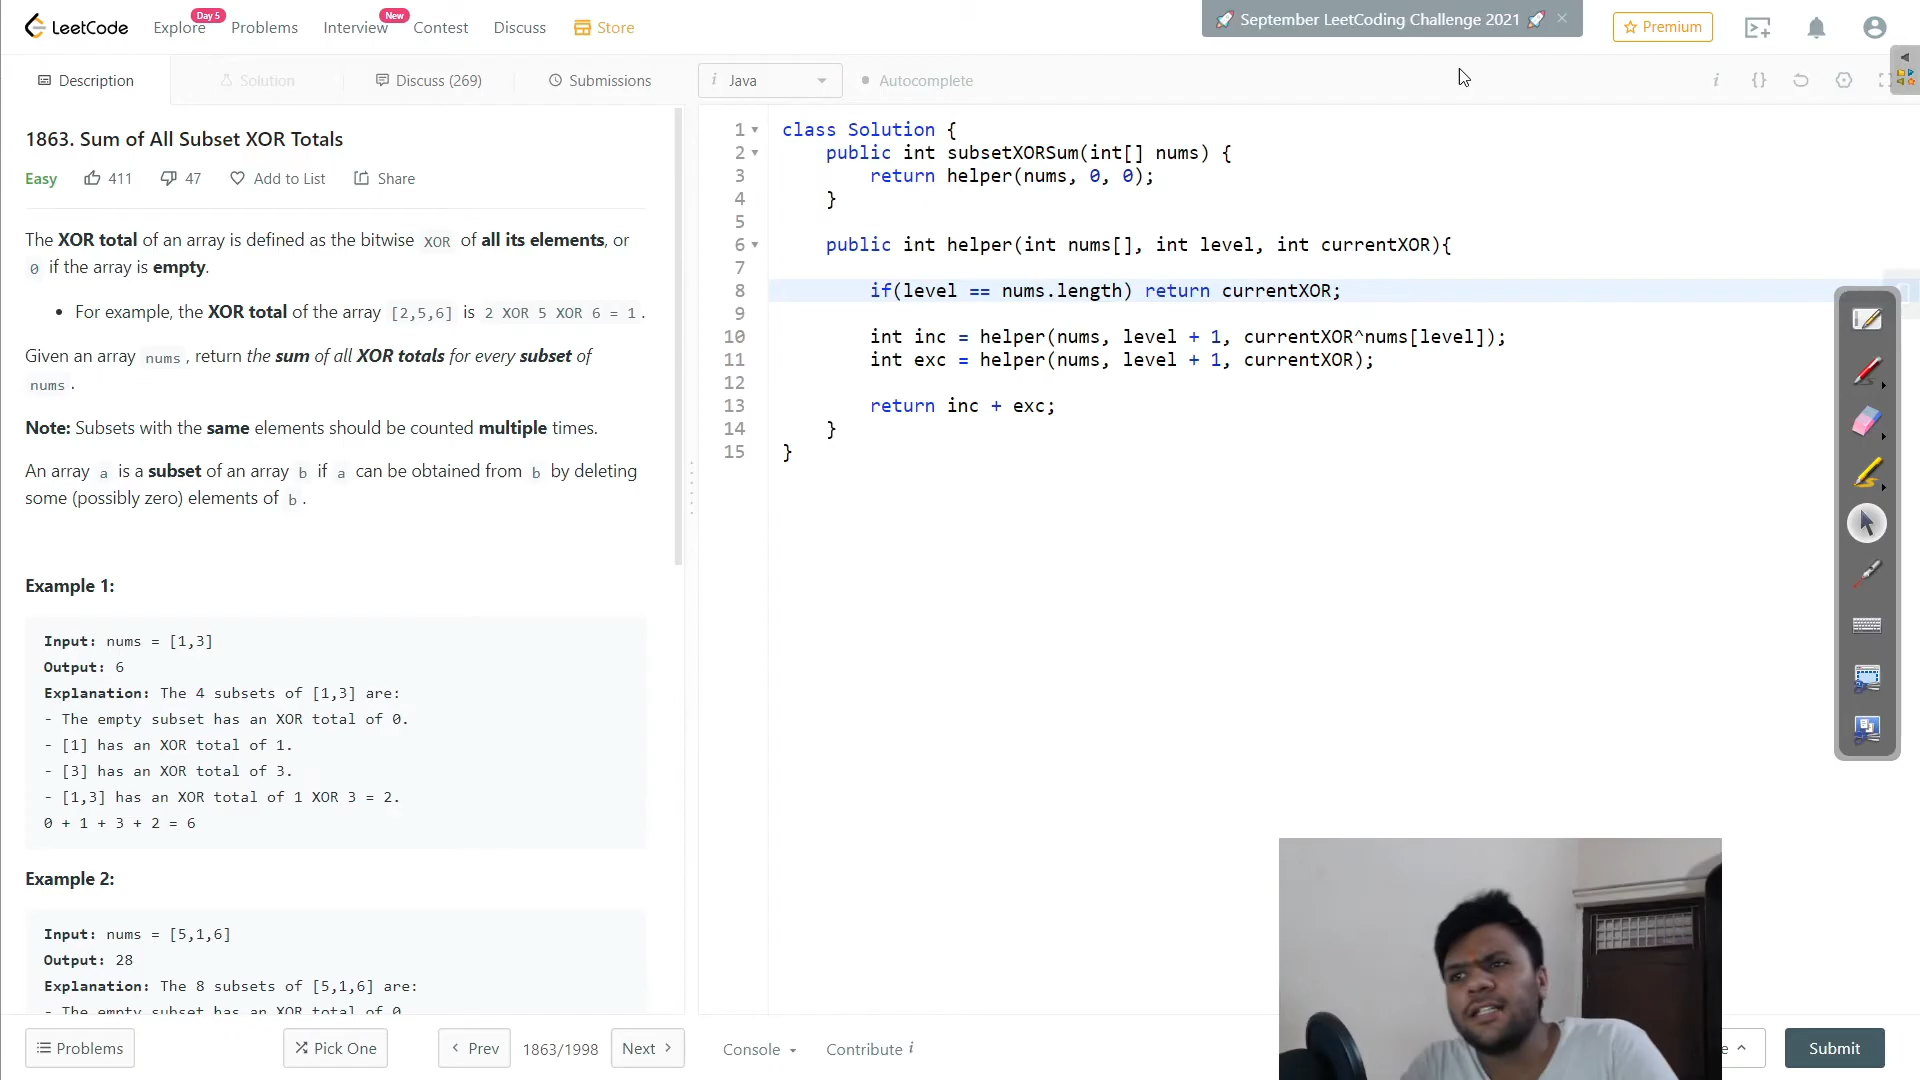 LeetCode
Explore
Day 5
Problems
Interview
New
Contest
Discuss
Store
🚀 September LeetCoding Challenge 2021 🚀 ×
Premium
Description
Solution
Discuss (269)
Submissions
i Java
Autocomplete
i {}
1863. Sum of All Subset XOR Totals
Easy 411 47 Add to List Share
The XOR total of an array is defined as the bitwise XOR of all its elements, or
0 if the array is empty.
• For example, the XOR total of the array [2,5,6] is 2 XOR 5 XOR 6 = 1 .
Given an array nums , return the sum of all XOR totals for every subset of
nums .
Note: Subsets with the same elements should be counted multiple times.
An array a is a subset of an array b if a can be obtained from b by deleting
some (possibly zero) elements of b .
Example 1:
Input: nums = [1,3]
Output: 6
Explanation: The 4 subsets of [1,3] are:
- The empty subset has an XOR total of 0.
- [1] has an XOR total of 1.
- [3] has an XOR total of 3.
- [1,3] has an XOR total of 1 XOR 3 = 2.
0 + 1 + 3 + 2 = 6
Example 2:
Input: nums = [5,1,6]
Output: 28
Explanation: The 8 subsets of [5,1,6] are:
- The empty subset has an XOR total of 0.
1 class Solution {
2 public int subsetXORSum(int[] nums) {
3 return helper(nums, 0, 0);
4 }
5
6 public int helper(int nums[], int level, int currentXOR){
7
8 if(level == nums.length) return currentXOR;
9
10 int inc = helper(nums, level + 1, currentXOR^nums[level]);
11 int exc = helper(nums, level + 1, currentXOR);
12
13 return inc + exc;
14 }
15 }
Problems
Pick One
< Prev
1863/1998
Next >
Console
Contribute i
e
Submit